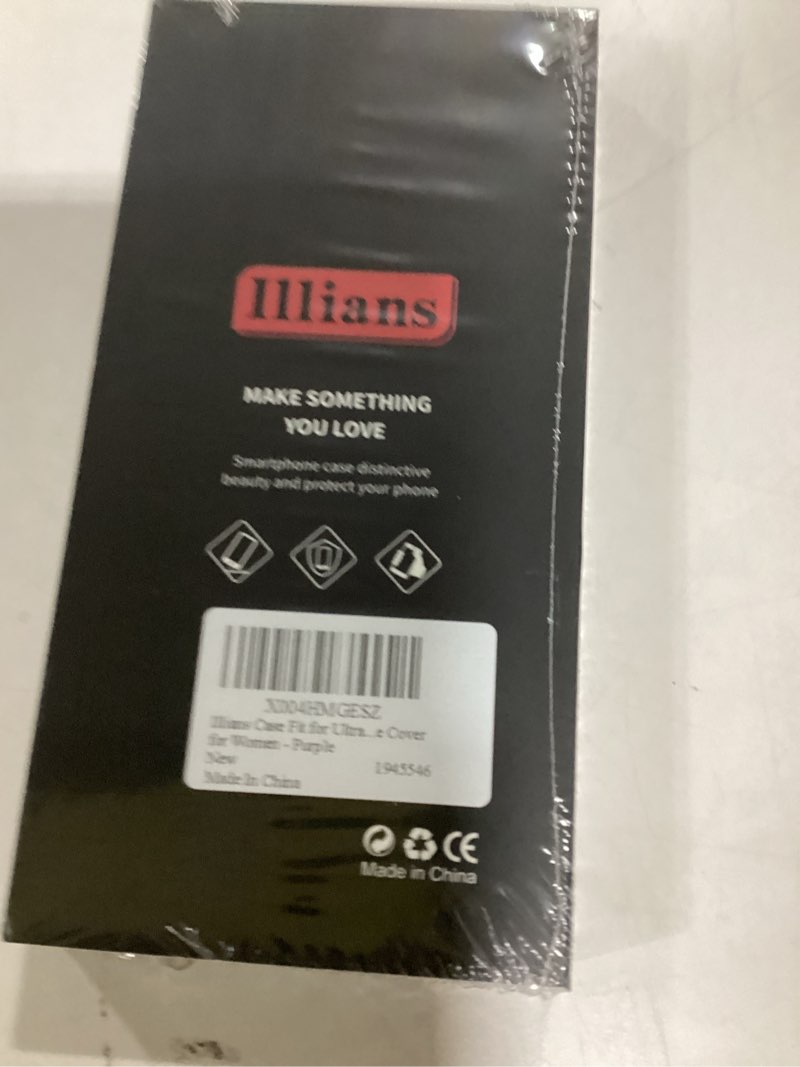 Illians
MAKE SOMETHING
YOU LOVE
Smartphone case distinctive
beauty and protect your phone
X004HMGESZ
Illians Case Fit for Ultra...e Cover
for Women - Purple
New 1945546
Made In China
CE
Made in China